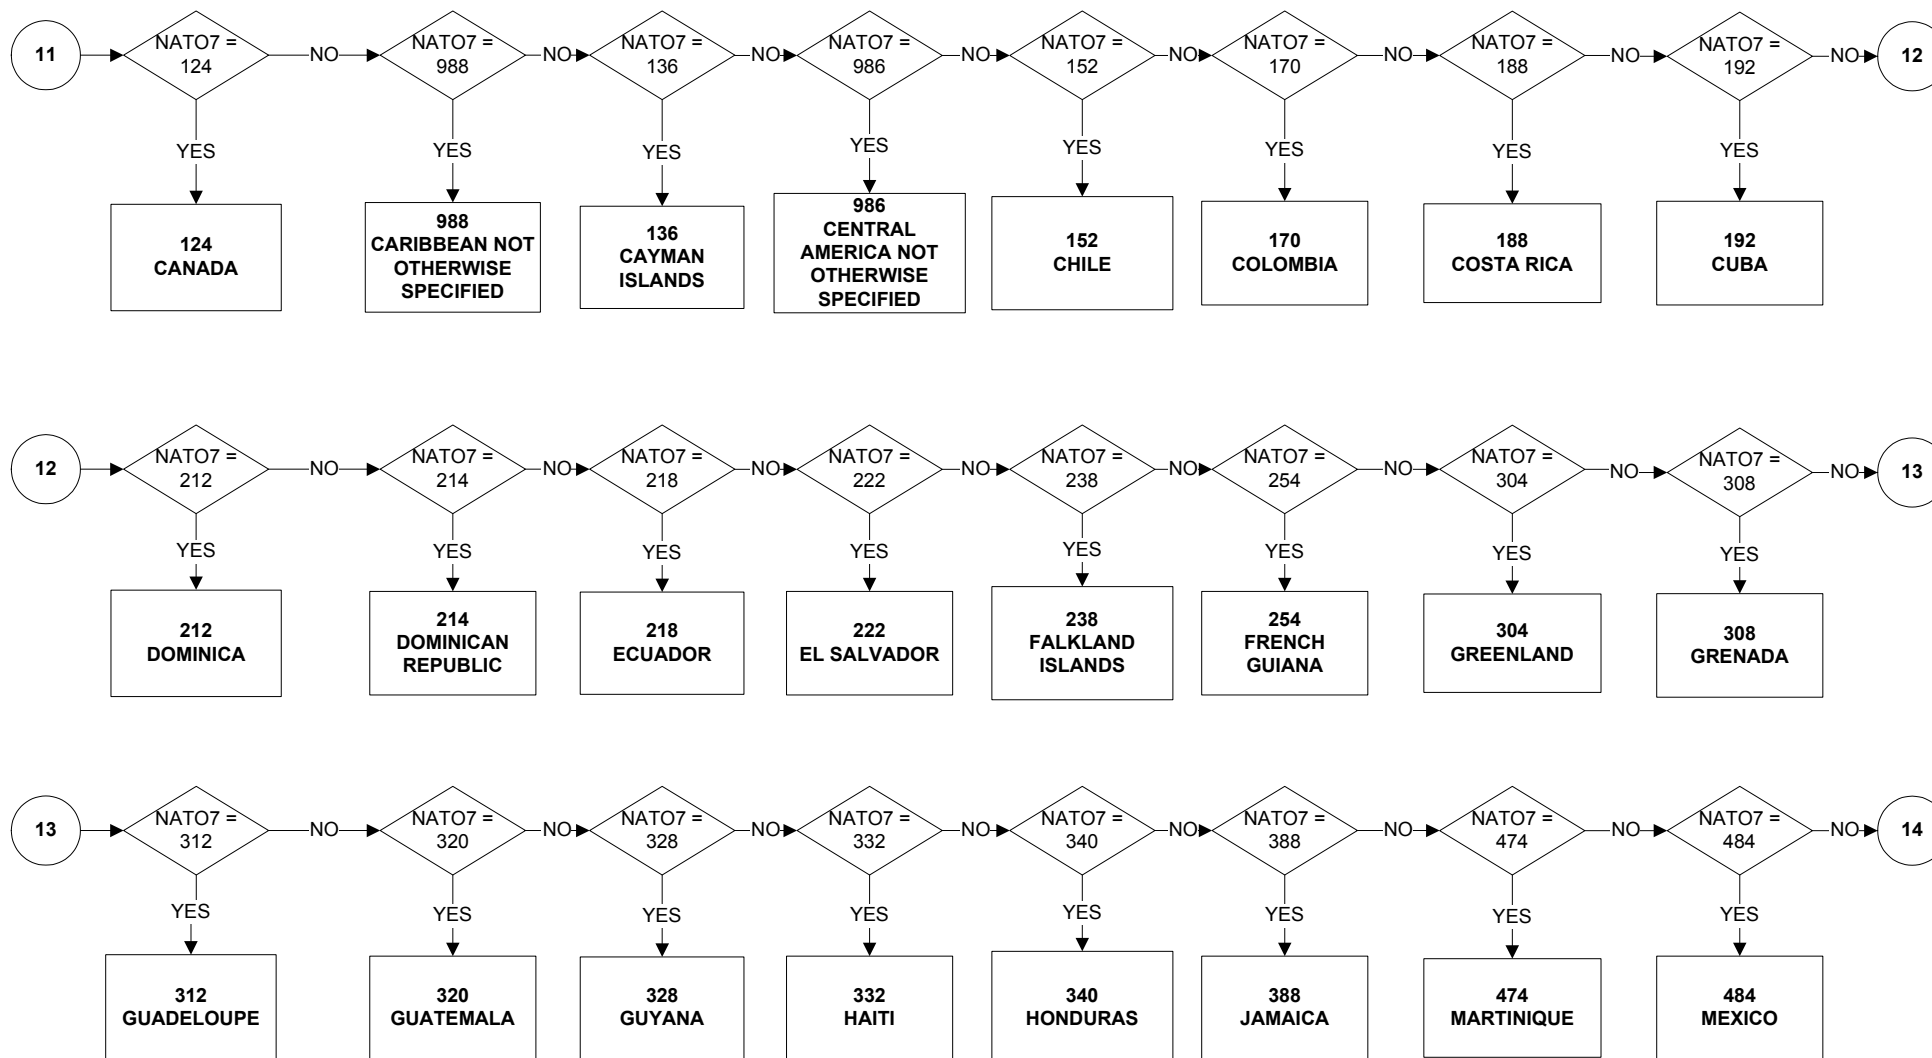 11
NATO7 =
124
NO
NATO7 =
988
NO
NATO7 =
136
NO
NATO7 =
986
NO
NATO7 =
152
NO
NATO7 =
170
NO
NATO7 =
188
NO
NATO7 =
192
NO
12
YES
YES
YES
YES
YES
YES
YES
YES
124
CANADA
988
CARIBBEAN NOT
OTHERWISE
SPECIFIED
136
CAYMAN
ISLANDS
986
CENTRAL
AMERICA NOT
OTHERWISE
SPECIFIED
152
CHILE
170
COLOMBIA
188
COSTA RICA
192
CUBA
12
NATO7 =
212
NO
NATO7 =
214
NO
NATO7 =
218
NO
NATO7 =
222
NO
NATO7 =
238
NO
NATO7 =
254
NO
NATO7 =
304
NO
NATO7 =
308
NO
13
YES
YES
YES
YES
YES
YES
YES
YES
212
DOMINICA
214
DOMINICAN
REPUBLIC
218
ECUADOR
222
EL SALVADOR
238
FALKLAND
ISLANDS
254
FRENCH
GUIANA
304
GREENLAND
308
GRENADA
13
NATO7 =
312
NO
NATO7 =
320
NO
NATO7 =
328
NO
NATO7 =
332
NO
NATO7 =
340
NO
NATO7 =
388
NO
NATO7 =
474
NO
NATO7 =
484
NO
14
YES
YES
YES
YES
YES
YES
YES
YES
312
GUADELOUPE
320
GUATEMALA
328
GUYANA
332
HAITI
340
HONDURAS
388
JAMAICA
474
MARTINIQUE
484
MEXICO